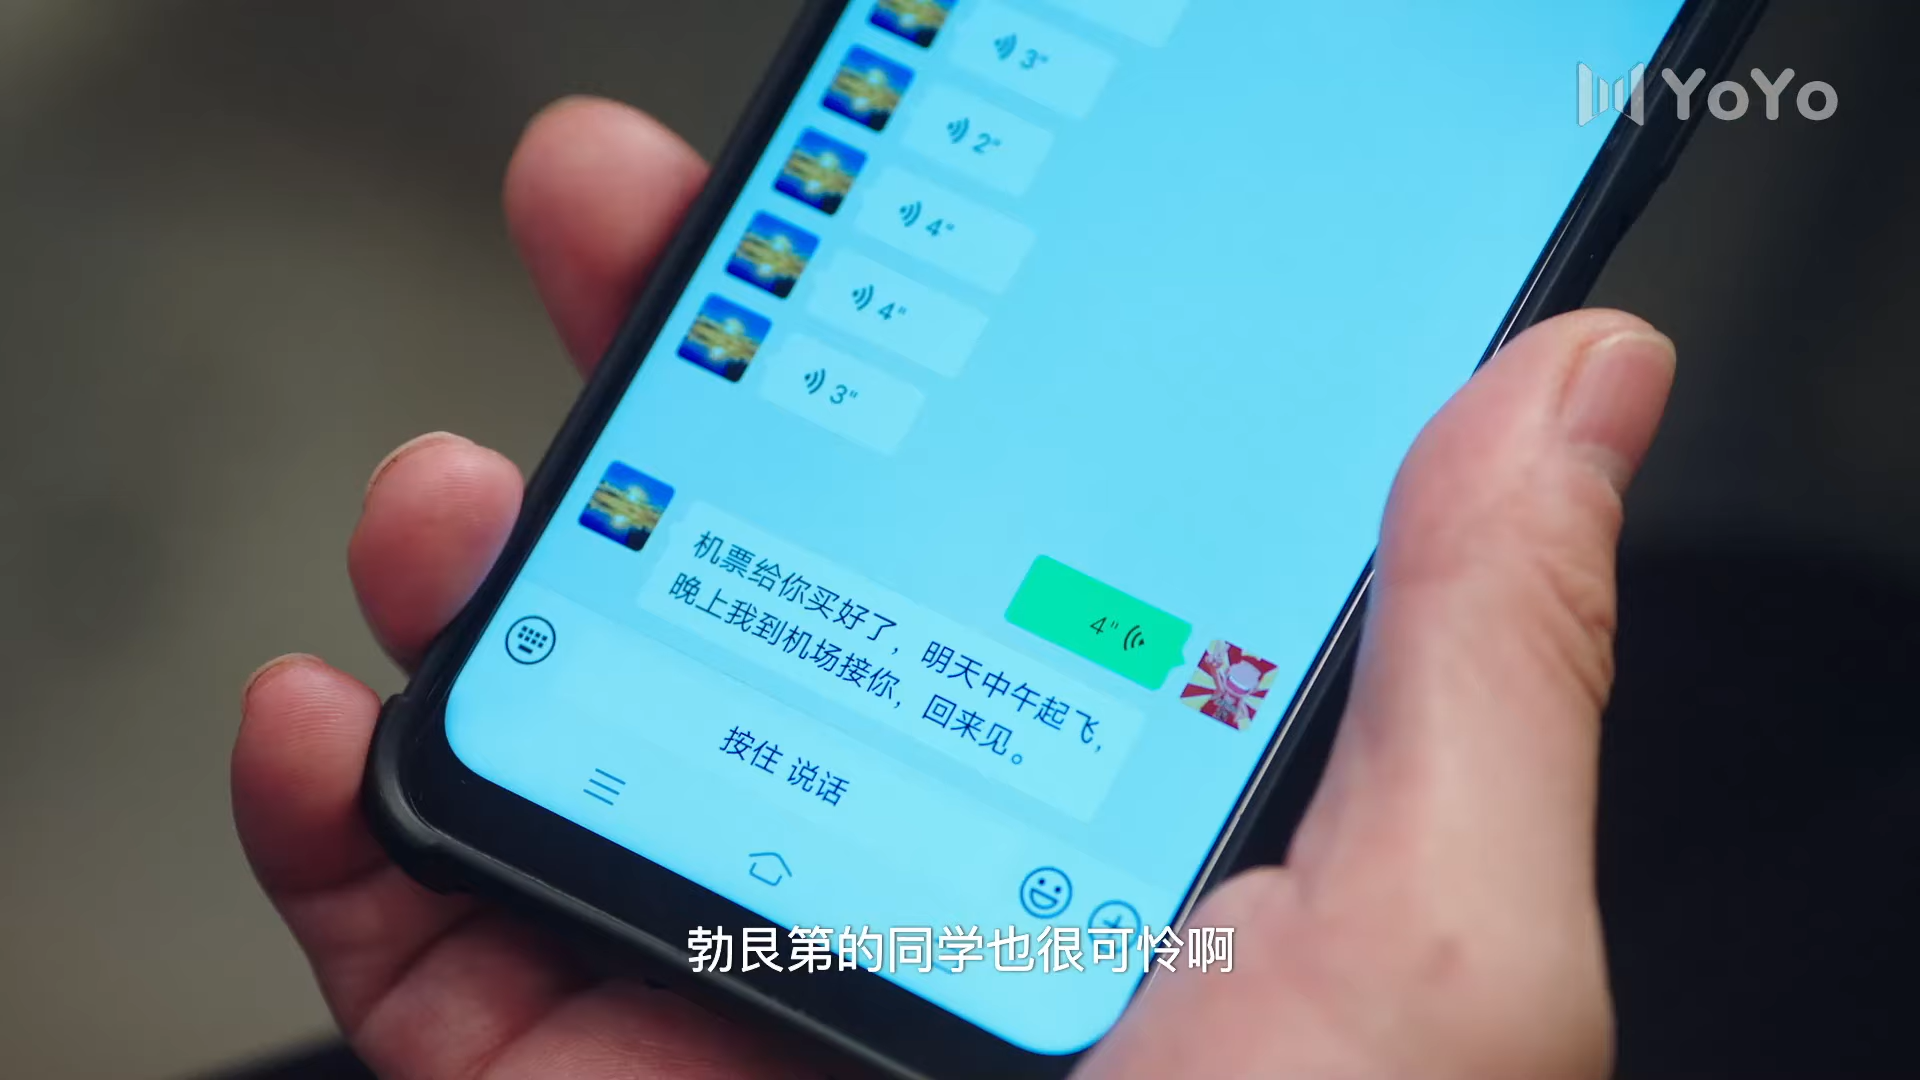 YoYo
3"
2"
4"
4"
3"
4"
机票给你买好了，明天中午起飞，
晚上我到机场接你，回来见。
按住 说话
勃艮第的同学也很可怜啊